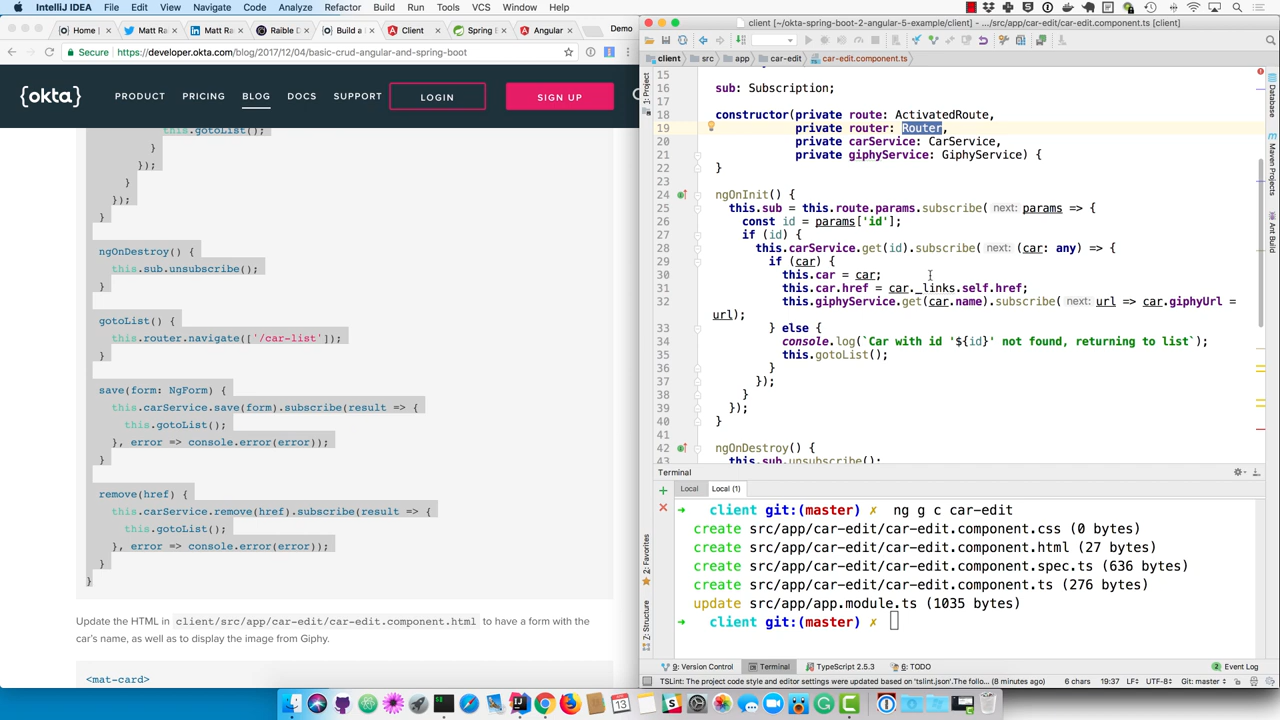 IntelliJ IDEA File Edit View Navigate Code Analyze Refactor Build Run Tools VCS Window Help
Home | Matt Ra Matt Ra Raible D Build a Client Spring B Angular Demo
Secure https://developer.okta.com/blog/2017/12/04/basic-crud-angular-and-spring-boot
{okta} PRODUCT PRICING BLOG DOCS SUPPORT LOGIN SIGN UP
this.gotoList();
}
});
}
});
}
ngOnDestroy() {
this.sub.unsubscribe();
}
gotoList() {
this.router.navigate(['/car-list']);
}
save(form: NgForm) {
this.carService.save(form).subscribe(result => {
this.gotoList();
}, error => console.error(error));
}
remove(href) {
this.carService.remove(href).subscribe(result => {
this.gotoList();
}, error => console.error(error));
}
}
Update the HTML in client/src/app/car-edit/car-edit.component.html to have a form with the
car's name, as well as to display the image from Giphy.
<mat-card>
client [~/okta-spring-boot-2-angular-5-example/client] - .../src/app/car-edit/car-edit.component.ts [client]
client src app car-edit car-edit.component.ts
15
16 sub: Subscription;
17
18 constructor(private route: ActivatedRoute,
19 private router: Router,
20 private carService: CarService,
21 private giphyService: GiphyService) {
22 }
23
24 ngOnInit() {
25 this.sub = this.route.params.subscribe( next: params => {
26 const id = params['id'];
27 if (id) {
28 this.carService.get(id).subscribe( next: (car: any) => {
29 if (car) {
30 this.car = car;
31 this.car.href = car._links.self.href;
32 this.giphyService.get(car.name).subscribe( next: url => car.giphyUrl =
url);
33 } else {
34 console.log(`Car with id '${id}' not found, returning to list`);
35 this.gotoList();
36 }
37 });
38 }
39 });
40 }
41
42 ngOnDestroy() {
43 this.sub.unsubscribe();
1: Project
Database
Maven Projects
Ant Build
Terminal
Local Local (1)
client git:(master) ✗ ng g c car-edit
create src/app/car-edit/car-edit.component.css (0 bytes)
create src/app/car-edit/car-edit.component.html (27 bytes)
create src/app/car-edit/car-edit.component.spec.ts (636 bytes)
create src/app/car-edit/car-edit.component.ts (276 bytes)
update src/app/app.module.ts (1035 bytes)
client git:(master) ✗
2: Favorites
7: Structure
9: Version Control Terminal TypeScript 2.5.3 6: TODO Event Log
TSLint: The project code style and editor settings were updated based on 'tslint.json'.The follo... (8 minutes ago) 6 chars 19:37 LF÷ UTF-8÷ Git: master÷